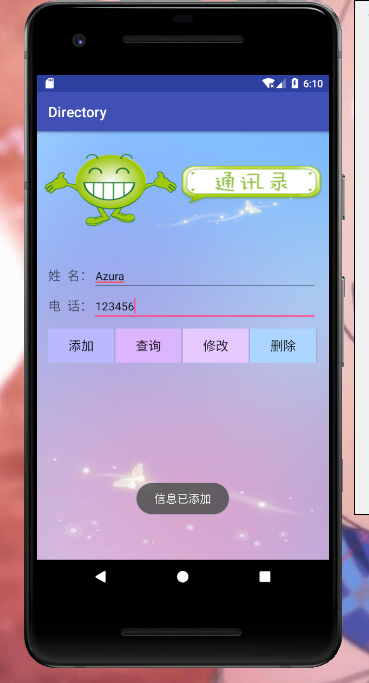 6:10
Directory
通讯录
姓 名： Azura
电 话： 123456
添加 查询 修改 删除
信息已添加